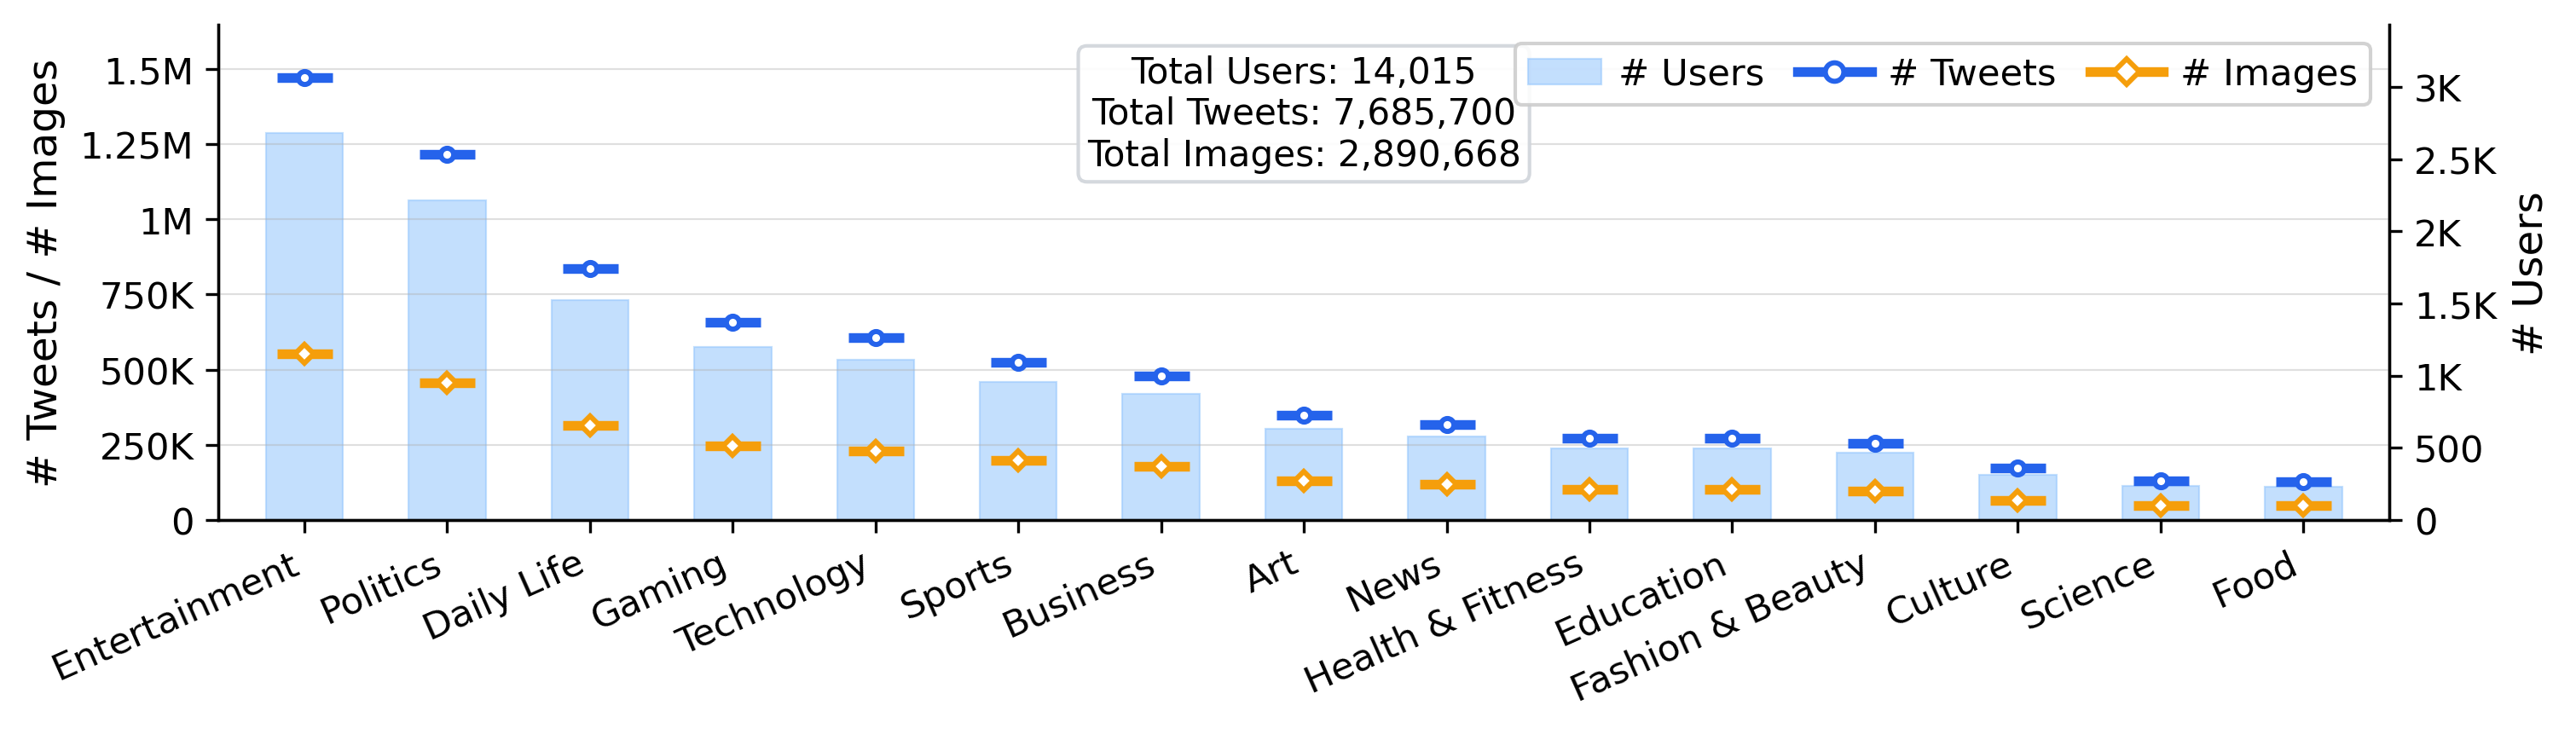 Total Users: 14,015
Total Tweets: 7,685,700
Total Images: 2,890,668
# Users
# Tweets
# Images
# Tweets / # Images
1.5M
1.25M
1M
750K
500K
250K
0
3K
2.5K
2K
1.5K
1K
500
0
# Users
Entertainment
Politics
Daily Life
Gaming
Technology
Sports
Business
Art
News
Health & Fitness
Education
Fashion & Beauty
Culture
Science
Food